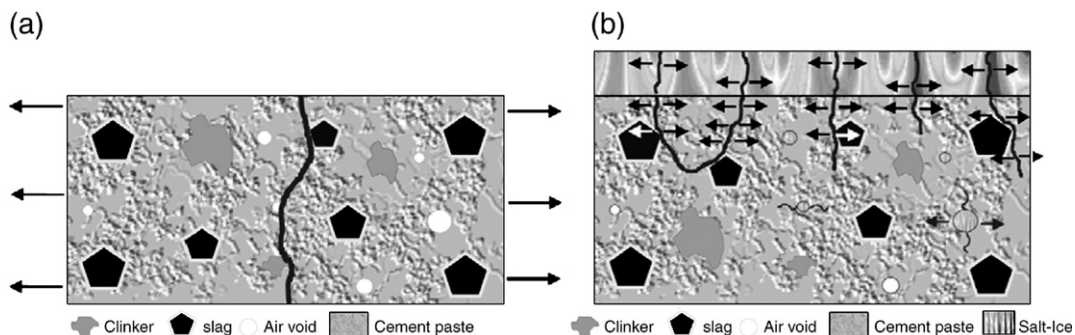 (a)
(b)
Clinker slag Air void Cement paste
Clinker slag Air void Cement paste Salt-Ice